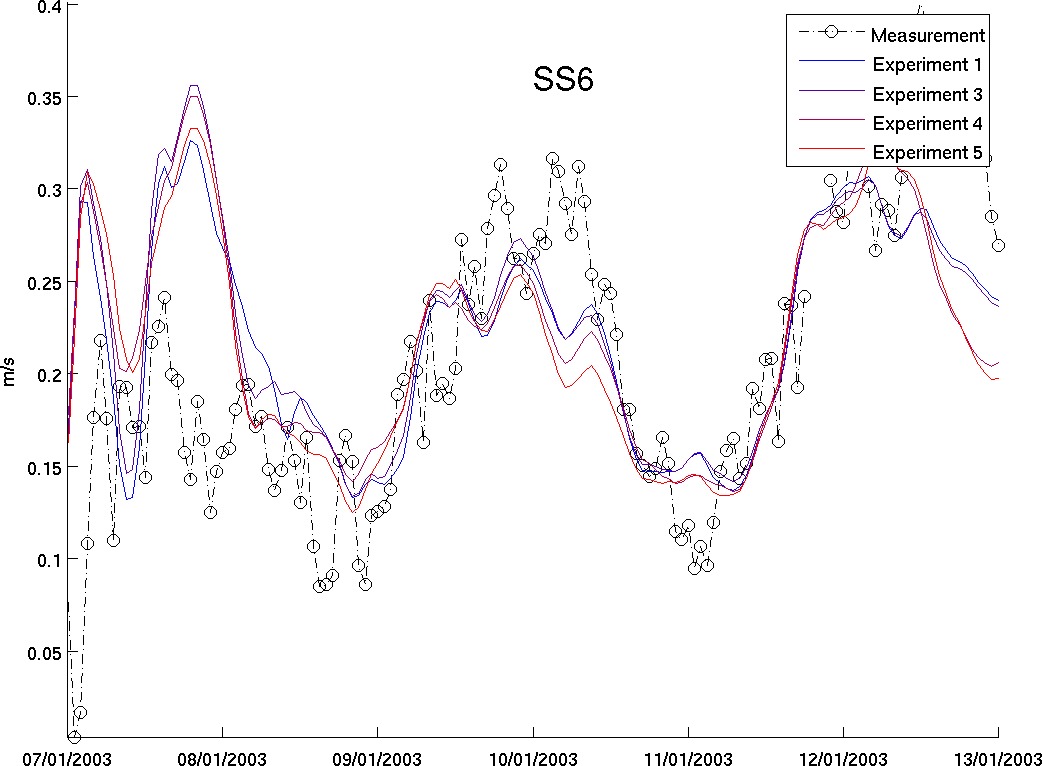 0.4
0.35
0.3
0.25
0.2
0.15
0.1
0.05
m/s
SS6
Measurement
Experiment 1
Experiment 3
Experiment 4
Experiment 5
07/01/2003 08/01/2003 09/01/2003 10/01/2003 11/01/2003 12/01/2003 13/01/2003